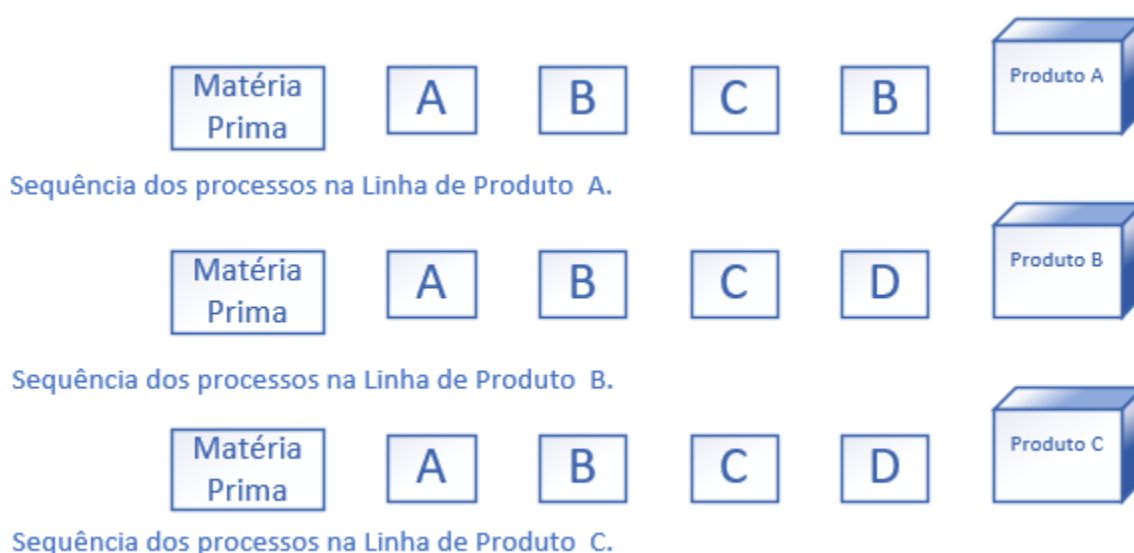 Matéria
Prima
A
B
C
B
Produto A
Sequência dos processos na Linha de Produto A.
Matéria
Prima
A
B
C
D
Produto B
Sequência dos processos na Linha de Produto B.
Matéria
Prima
A
B
C
D
Produto C
Sequência dos processos na Linha de Produto C.